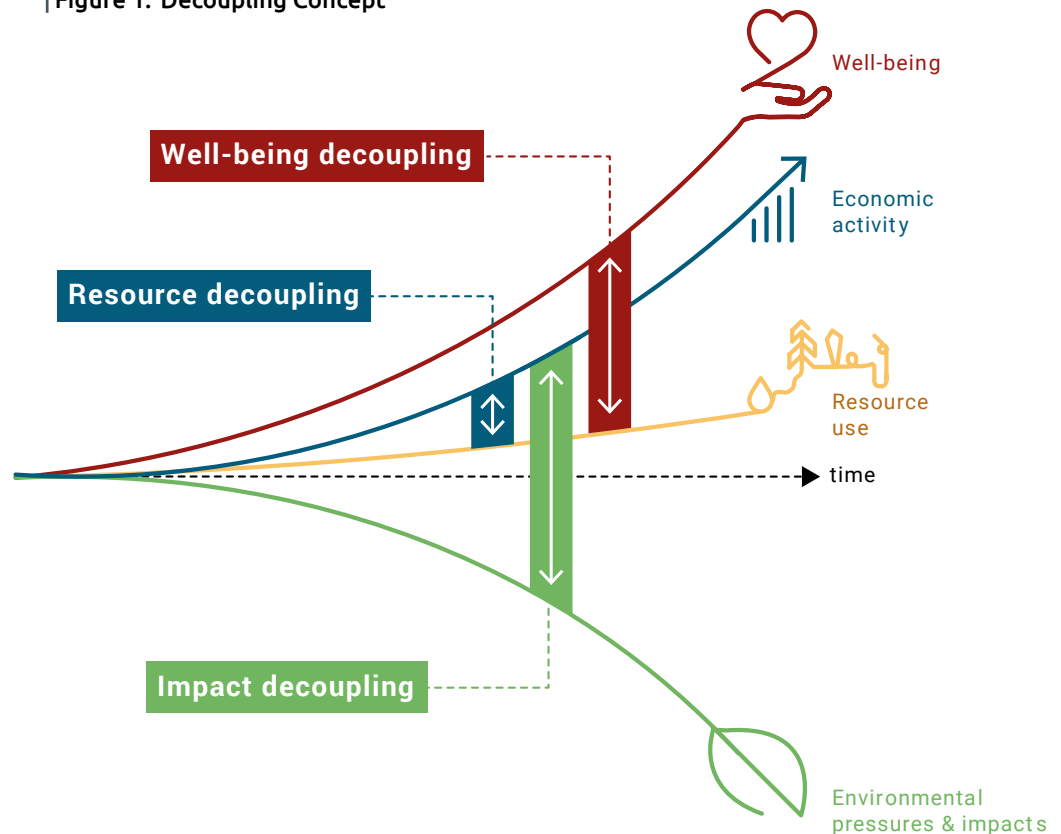 Figure 1. Decoupling Concept
Well-being
Well-being decoupling
Economic
activity
Resource decoupling
Resource
use
time
Impact decoupling
Environmental
pressures & impacts